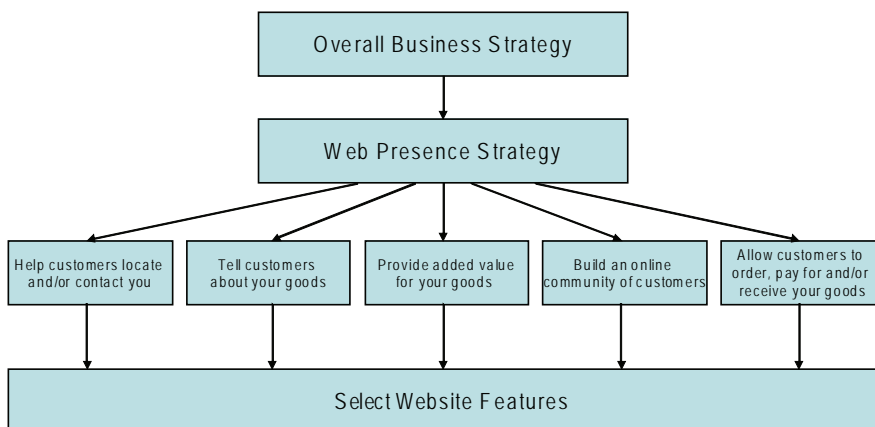 Overall Business Strategy
Web Presence Strategy
Help customers locate
and/or contact you
Tell customers
about your goods
Provide added value
for your goods
Build an online
community of customers
Allow customers to
order, pay for and/or
receive your goods
Select Website Features